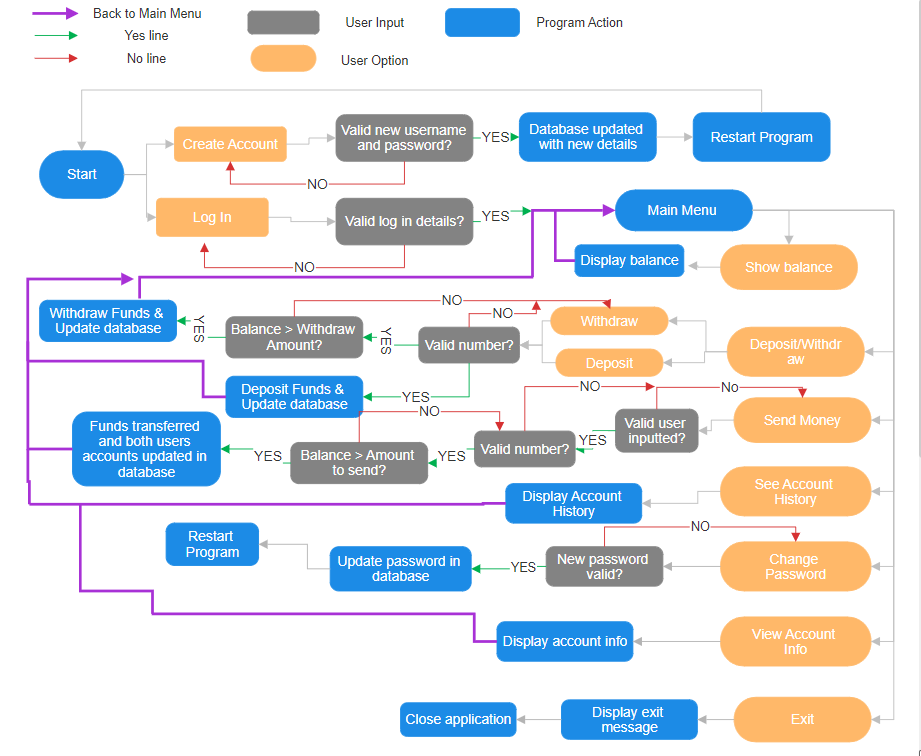 Back to Main Menu
Yes line
No line
User Input
User Option
Program Action
Start
Create Account
Valid new username
and password?
YES
Database updated
with new details
Restart Program
NO
Log In
Valid log in details?
YES
NO
Main Menu
Display balance
Show balance
Withdraw Funds &
Update database
YES
Balance > Withdraw
Amount?
NO
YES
Valid number?
NO
Withdraw
Deposit
Deposit/Withdr
aw
Deposit Funds &
Update database
YES
NO
Funds transferred
and both users
accounts updated in
database
YES
Balance > Amount
to send?
YES
Valid number?
NO
YES
Valid user
inputted?
No
Send Money
Display Account
History
See Account
History
Restart
Program
Update password in
database
YES
New password
valid?
NO
Change
Password
Display account info
View Account
Info
Close application
Display exit
message
Exit